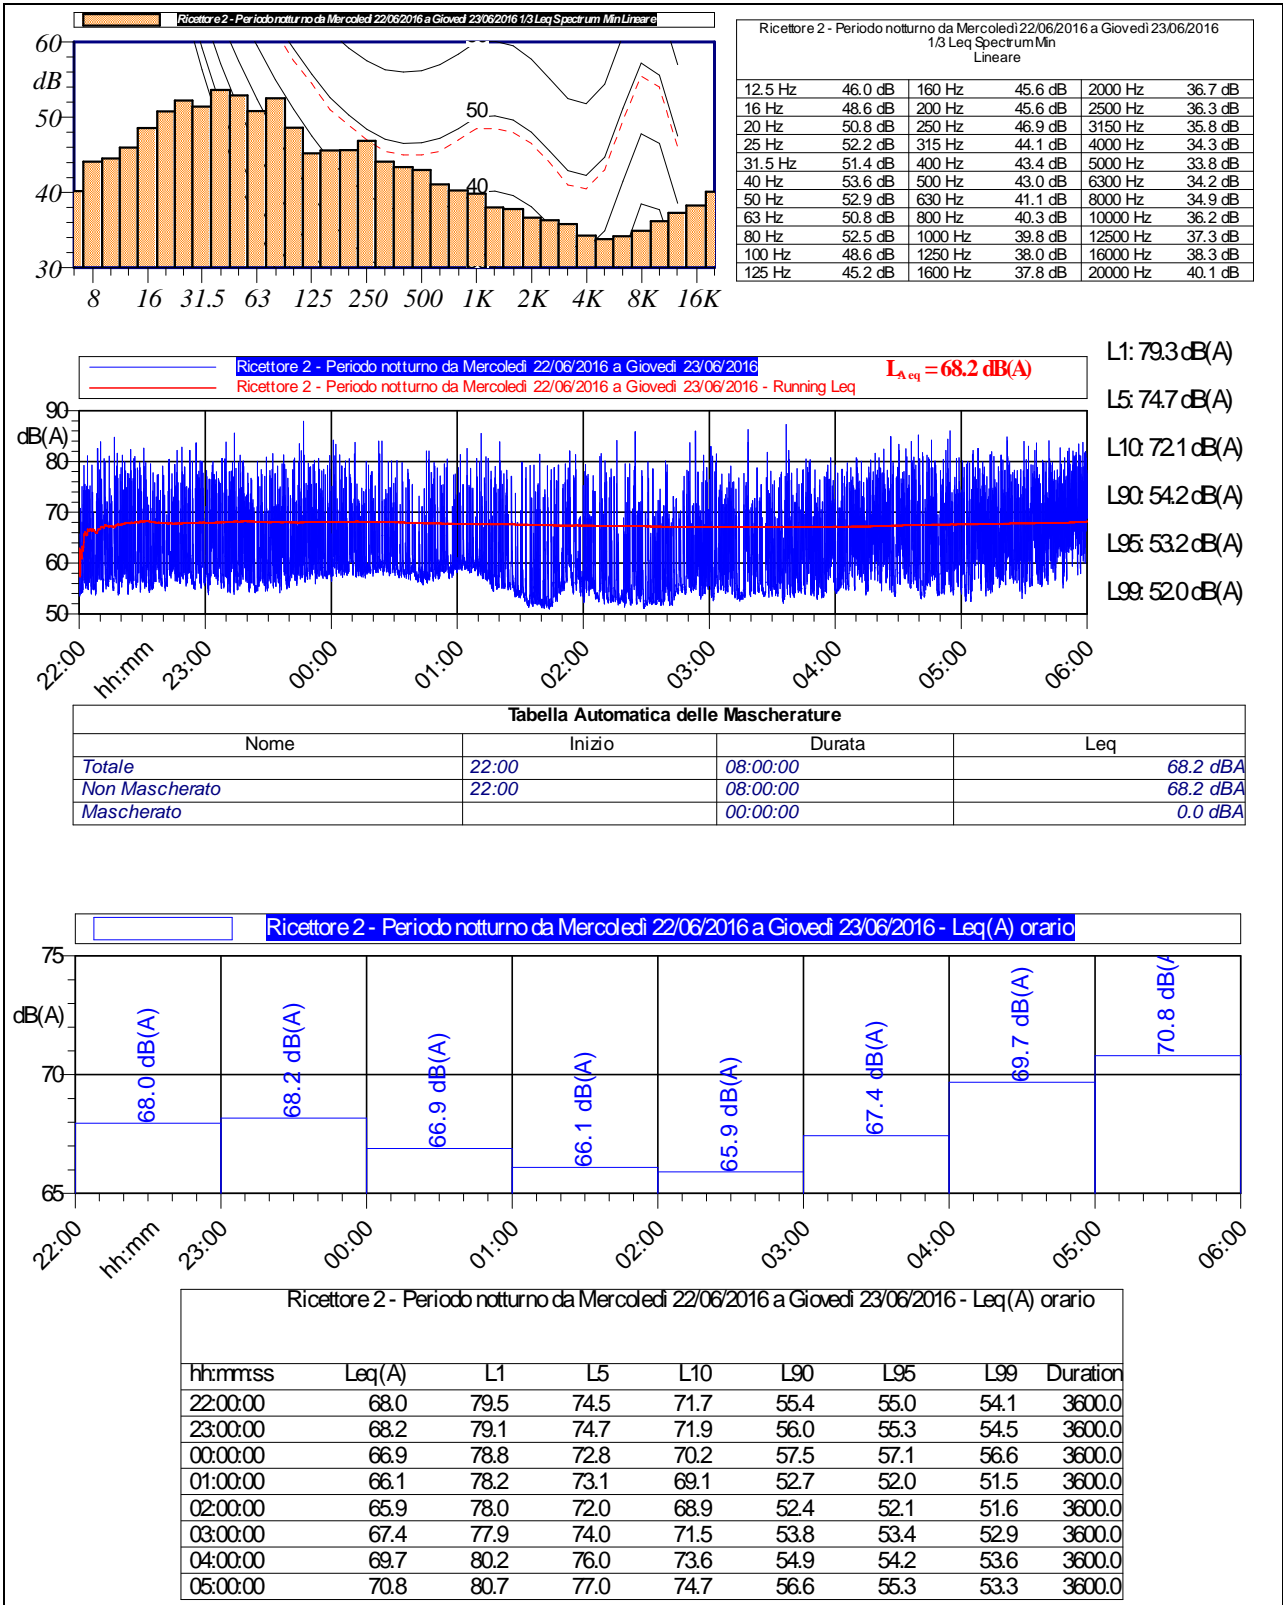 Ricettore 2 - Periodo notturno da Mercoledì 22/06/2016 a Giovedì 23/06/2016 1/3 Leq Spectrum Min Lineare
60
dB
50
40
30
50
40
8 16 31.5 63 125 250 500 1K 2K 4K 8K 16K
Ricettore 2 - Periodo notturno da Mercoledì 22/06/2016 a Giovedì 23/06/2016
1/3 Leq Spectrum Min
Lineare
12.5 Hz 46.0 dB 160 Hz 45.6 dB 2000 Hz 36.7 dB
16 Hz 48.6 dB 200 Hz 45.6 dB 2500 Hz 36.3 dB
20 Hz 50.8 dB 250 Hz 46.9 dB 3150 Hz 35.8 dB
25 Hz 52.2 dB 315 Hz 44.1 dB 4000 Hz 34.3 dB
31.5 Hz 51.4 dB 400 Hz 43.4 dB 5000 Hz 33.8 dB
40 Hz 53.6 dB 500 Hz 43.0 dB 6300 Hz 34.2 dB
50 Hz 52.9 dB 630 Hz 41.1 dB 8000 Hz 34.9 dB
63 Hz 50.8 dB 800 Hz 40.3 dB 10000 Hz 36.2 dB
80 Hz 52.5 dB 1000 Hz 39.8 dB 12500 Hz 37.3 dB
100 Hz 48.6 dB 1250 Hz 38.0 dB 16000 Hz 38.3 dB
125 Hz 45.2 dB 1600 Hz 37.8 dB 20000 Hz 40.1 dB
Ricettore 2 - Periodo notturno da Mercoledì 22/06/2016 a Giovedì 23/06/2016
Ricettore 2 - Periodo notturno da Mercoledì 22/06/2016 a Giovedì 23/06/2016 - Running Leq
LAeq = 68.2 dB(A)
90
dB(A)
80
70
60
50
22:00 hh:mm 23:00 00:00 01:00 02:00 03:00 04:00 05:00 06:00
L1: 79.3 dB(A)
L5: 74.7 dB(A)
L10: 72.1 dB(A)
L90: 54.2 dB(A)
L95: 53.2 dB(A)
L99: 52.0 dB(A)
Tabella Automatica delle Mascherature
Nome Inizio Durata Leq
Totale 22:00 08:00:00 68.2 dBA
Non Mascherato 22:00 08:00:00 68.2 dBA
Mascherato 00:00:00 0.0 dBA
Ricettore 2 - Periodo notturno da Mercoledì 22/06/2016 a Giovedì 23/06/2016 - Leq(A) orario
75
dB(A)
70
65
68.0 dB(A)
68.2 dB(A)
66.9 dB(A)
66.1 dB(A)
65.9 dB(A)
67.4 dB(A)
69.7 dB(A)
70.8 dB(A
22:00 hh:mm 23:00 00:00 01:00 02:00 03:00 04:00 05:00 06:00
Ricettore 2 - Periodo notturno da Mercoledì 22/06/2016 a Giovedì 23/06/2016 - Leq(A) orario
hh:mm:ss Leq(A) L1 L5 L10 L90 L95 L99 Duration
22:00:00 68.0 79.5 74.5 71.7 55.4 55.0 54.1 3600.0
23:00:00 68.2 79.1 74.7 71.9 56.0 55.3 54.5 3600.0
00:00:00 66.9 78.8 72.8 70.2 57.5 57.1 56.6 3600.0
01:00:00 66.1 78.2 73.1 69.1 52.7 52.0 51.5 3600.0
02:00:00 65.9 78.0 72.0 68.9 52.4 52.1 51.6 3600.0
03:00:00 67.4 77.9 74.0 71.5 53.8 53.4 52.9 3600.0
04:00:00 69.7 80.2 76.0 73.6 54.9 54.2 53.6 3600.0
05:00:00 70.8 80.7 77.0 74.7 56.6 55.3 53.3 3600.0